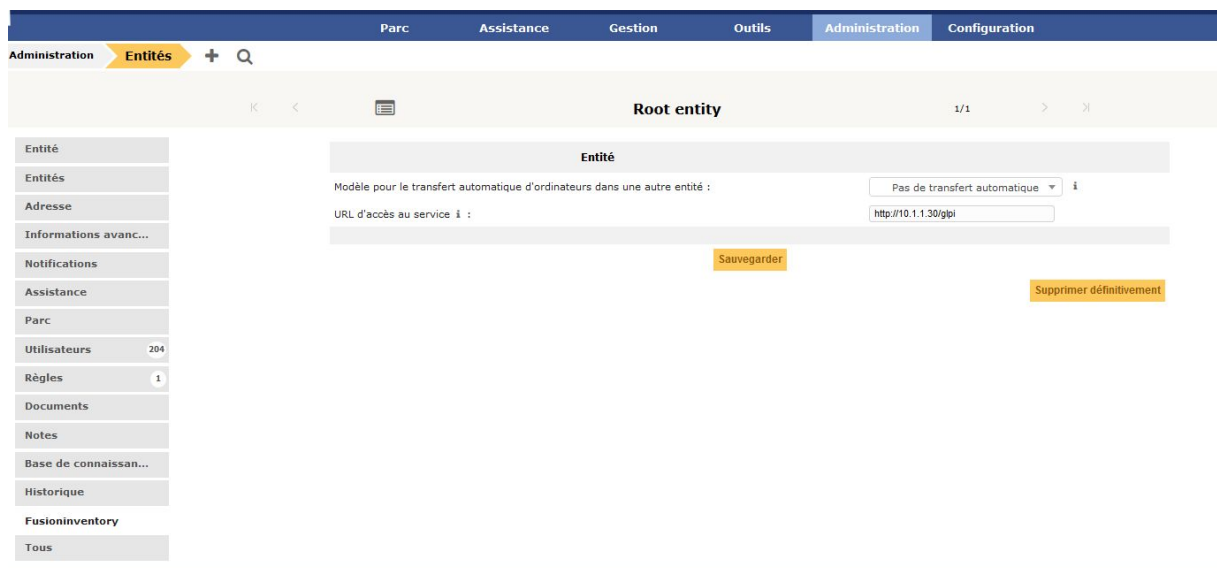 Parc Assistance Gestion Outils Administration Configuration
Administration Entités
Root entity 1/1
Entité
Entités
Adresse
Informations avanc...
Notifications
Assistance
Parc
Utilisateurs 204
Règles 1
Documents
Notes
Base de connaissan...
Historique
Fusioninventory
Tous
Entité
Modèle pour le transfert automatique d'ordinateurs dans une autre entité : Pas de transfert automatique i
URL d'accès au service i : http://10.1.1.30/glpi
Sauvegarder
Supprimer définitivement